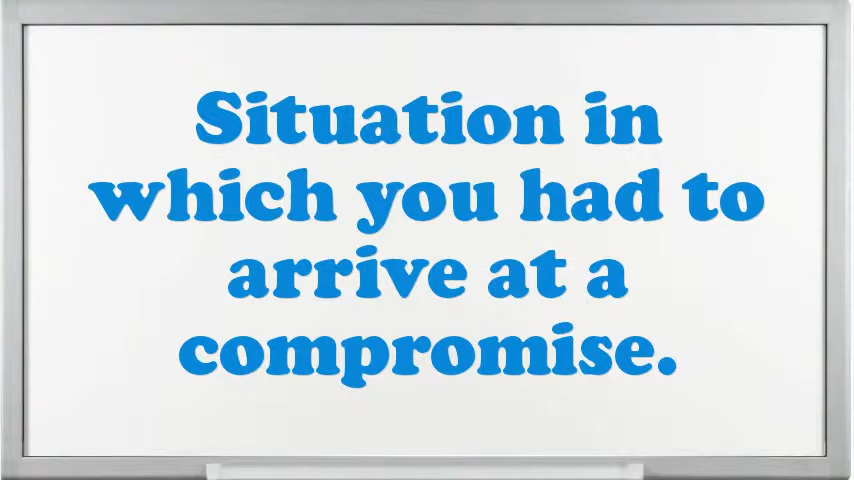 Situation in
which you had to
arrive at a
compromise.